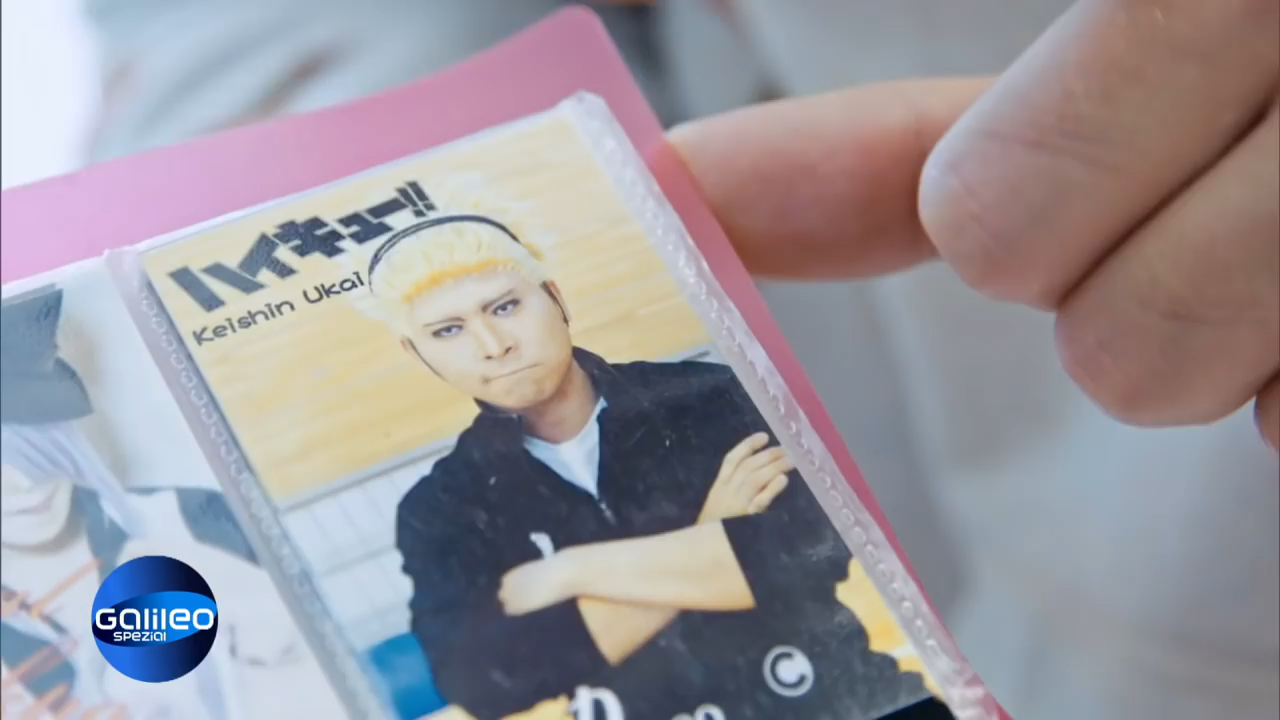 ハイキュー!!
Keishin Ukai
©
Galileo
SPEZIAL